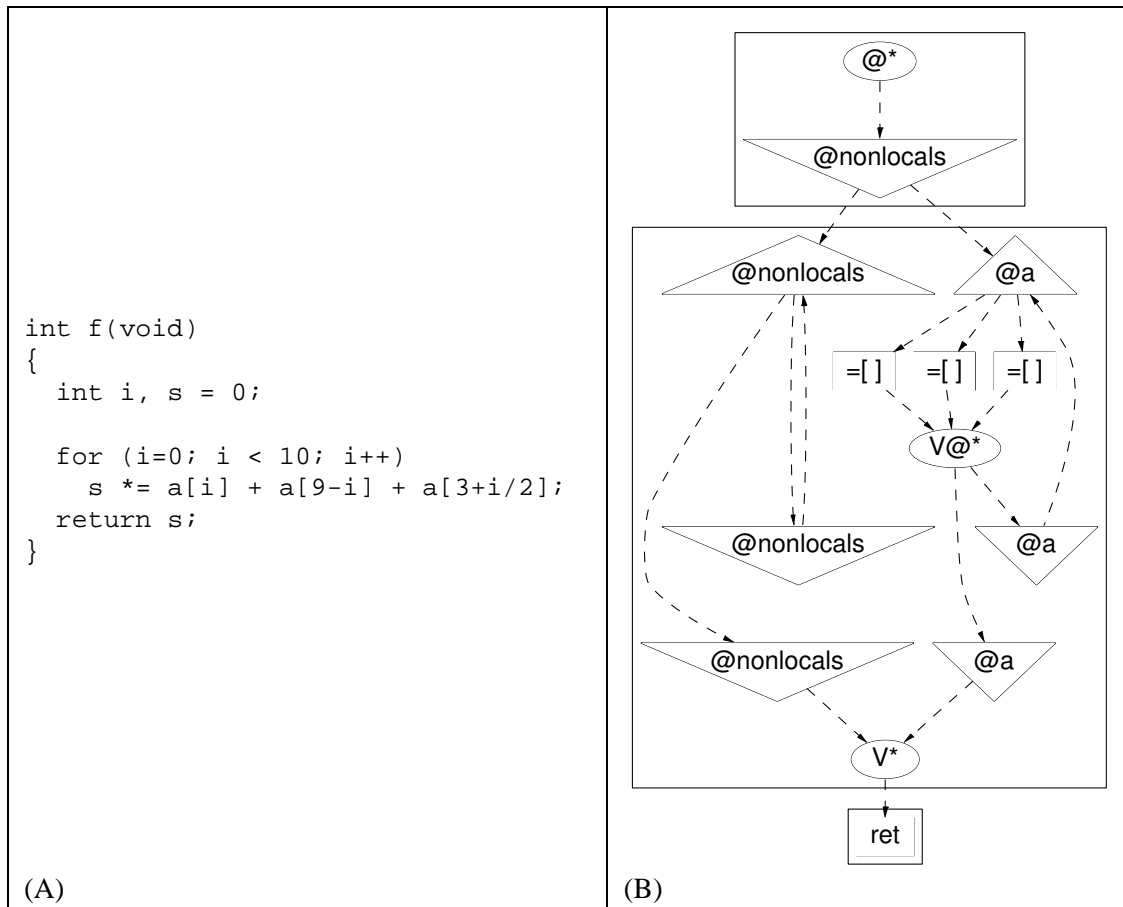 int f(void)
{
  int i, s = 0;
  for (i=0; i < 10; i++)
    s *= a[i] + a[9-i] + a[3+i/2];
  return s;
}
(A)
@*
@nonlocals
@nonlocals @a
=[ ] =[ ] =[ ]
V@*
@nonlocals @a
@nonlocals @a
V*
ret
(B)